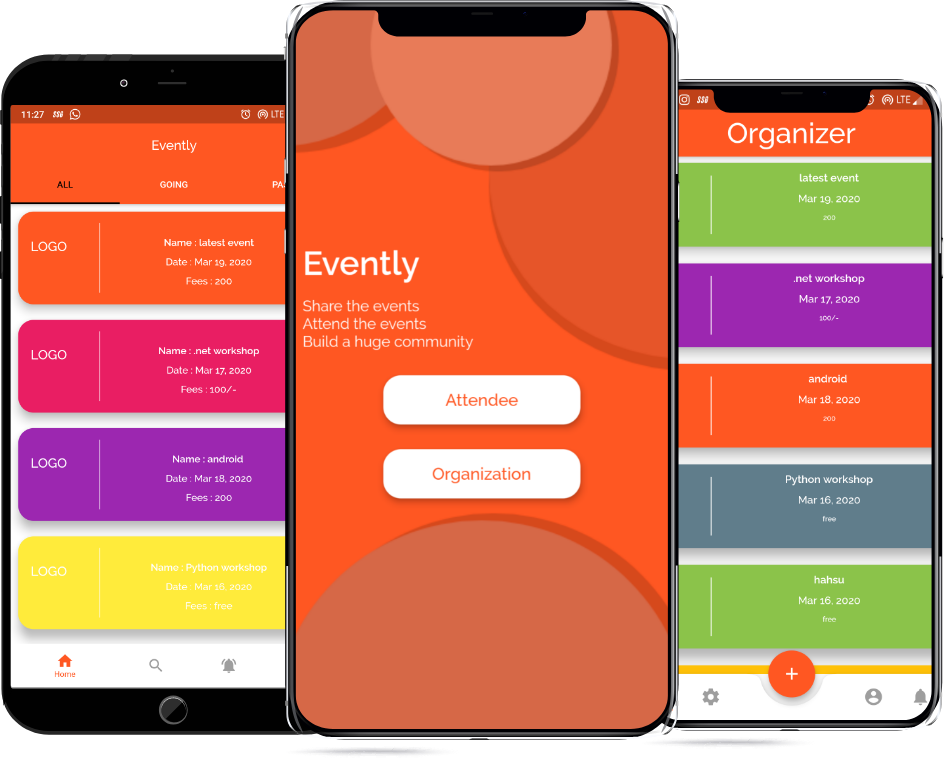 11:27
LTE
Evently
ALL
GOING
LOGO
Name : latest event
Date : Mar 19, 2020
Fees : 200
LOGO
Name : .net workshop
Date : Mar 17, 2020
Fees : 100/-
LOGO
Name : android
Date : Mar 18, 2020
Fees : 200
LOGO
Name : Python workshop
Date : Mar 16, 2020
Fees : free
Home
Evently
Share the events
Attend the events
Build a huge community
Attendee
Organization
LTE
Organizer
latest event
Mar 19, 2020
200
.net workshop
Mar 17, 2020
100/-
android
Mar 18, 2020
200
Python workshop
Mar 16, 2020
free
hahsu
Mar 16, 2020
free
+